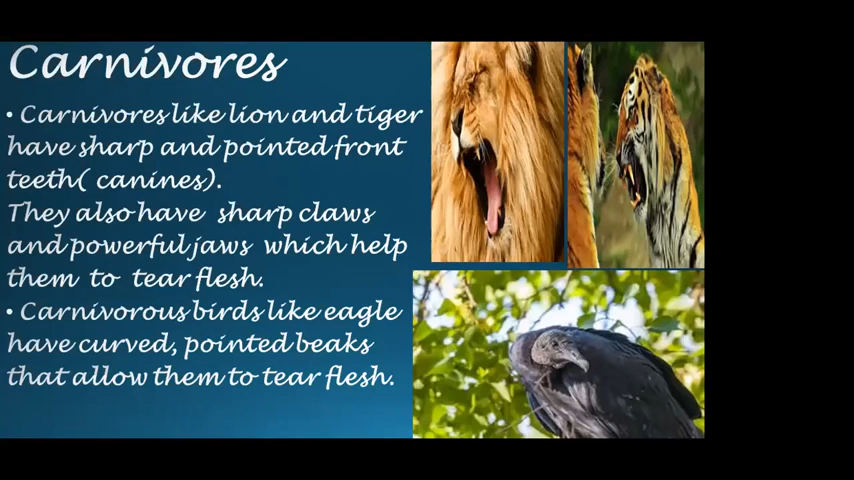 Carnivores
• Carnivores like lion and tiger
have sharp and pointed front
teeth( canines).
They also have sharp claws
and powerful jaws which help
them to tear flesh.
• Carnivorous birds like eagle
have curved, pointed beaks
that allow them to tear flesh.